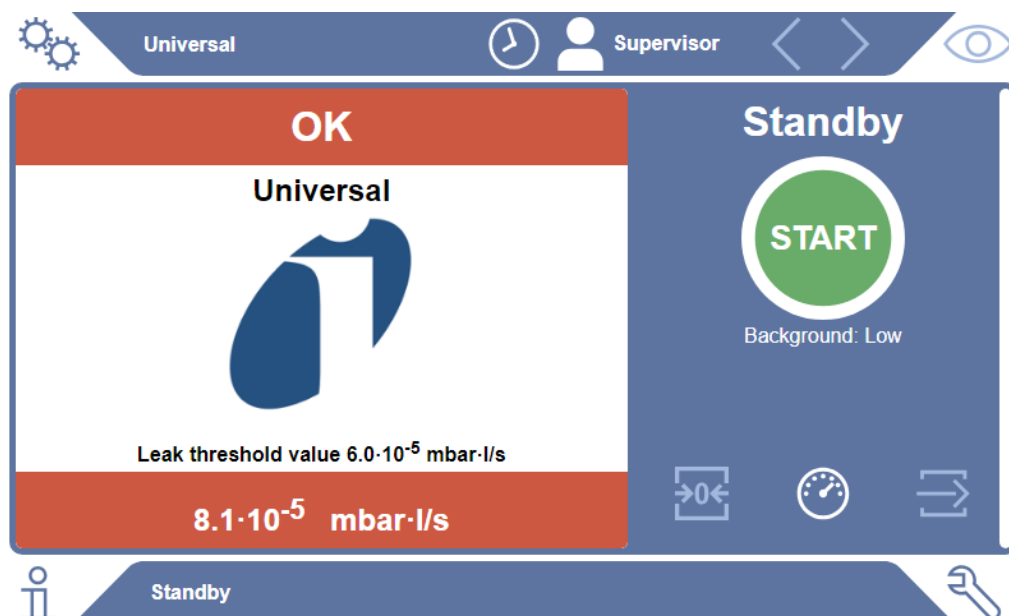 Universal
Supervisor
OK
Universal
Leak threshold value 6.0·10⁻⁵ mbar·l/s
8.1·10⁻⁵ mbar·l/s
Standby
START
Background: Low
→0←
Standby